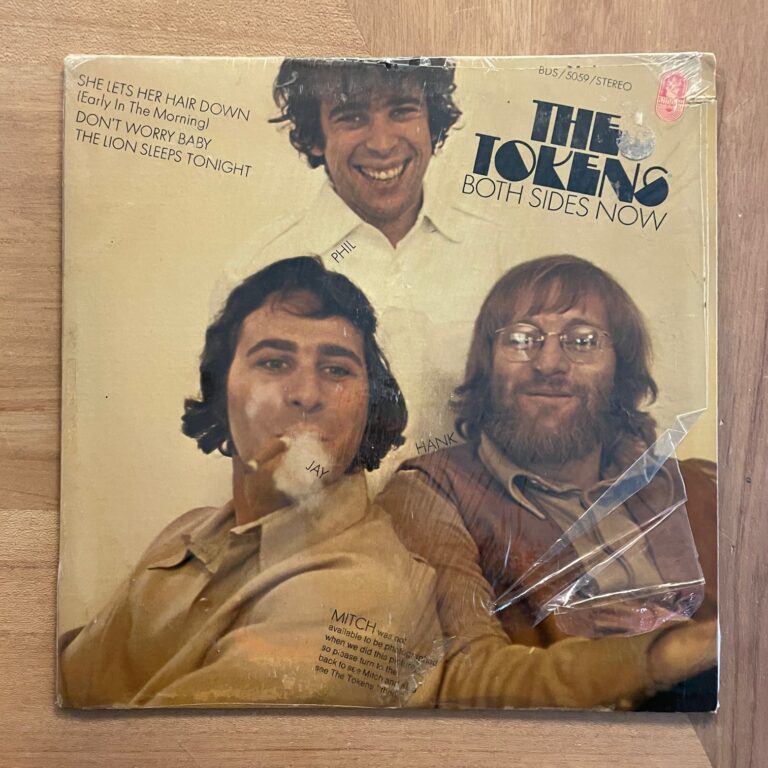 SHE LETS HER HAIR DOWN
(Early In The Morning)
DON'T WORRY BABY
THE LION SLEEPS TONIGHT
BDS/5059/STEREO
THE
TOKENS
BOTH SIDES NOW
PHIL
JAY
HANK
MITCH was not
available to be photographed
when we did this picture
so please turn to the
back to see Mitch and
see The Tokens